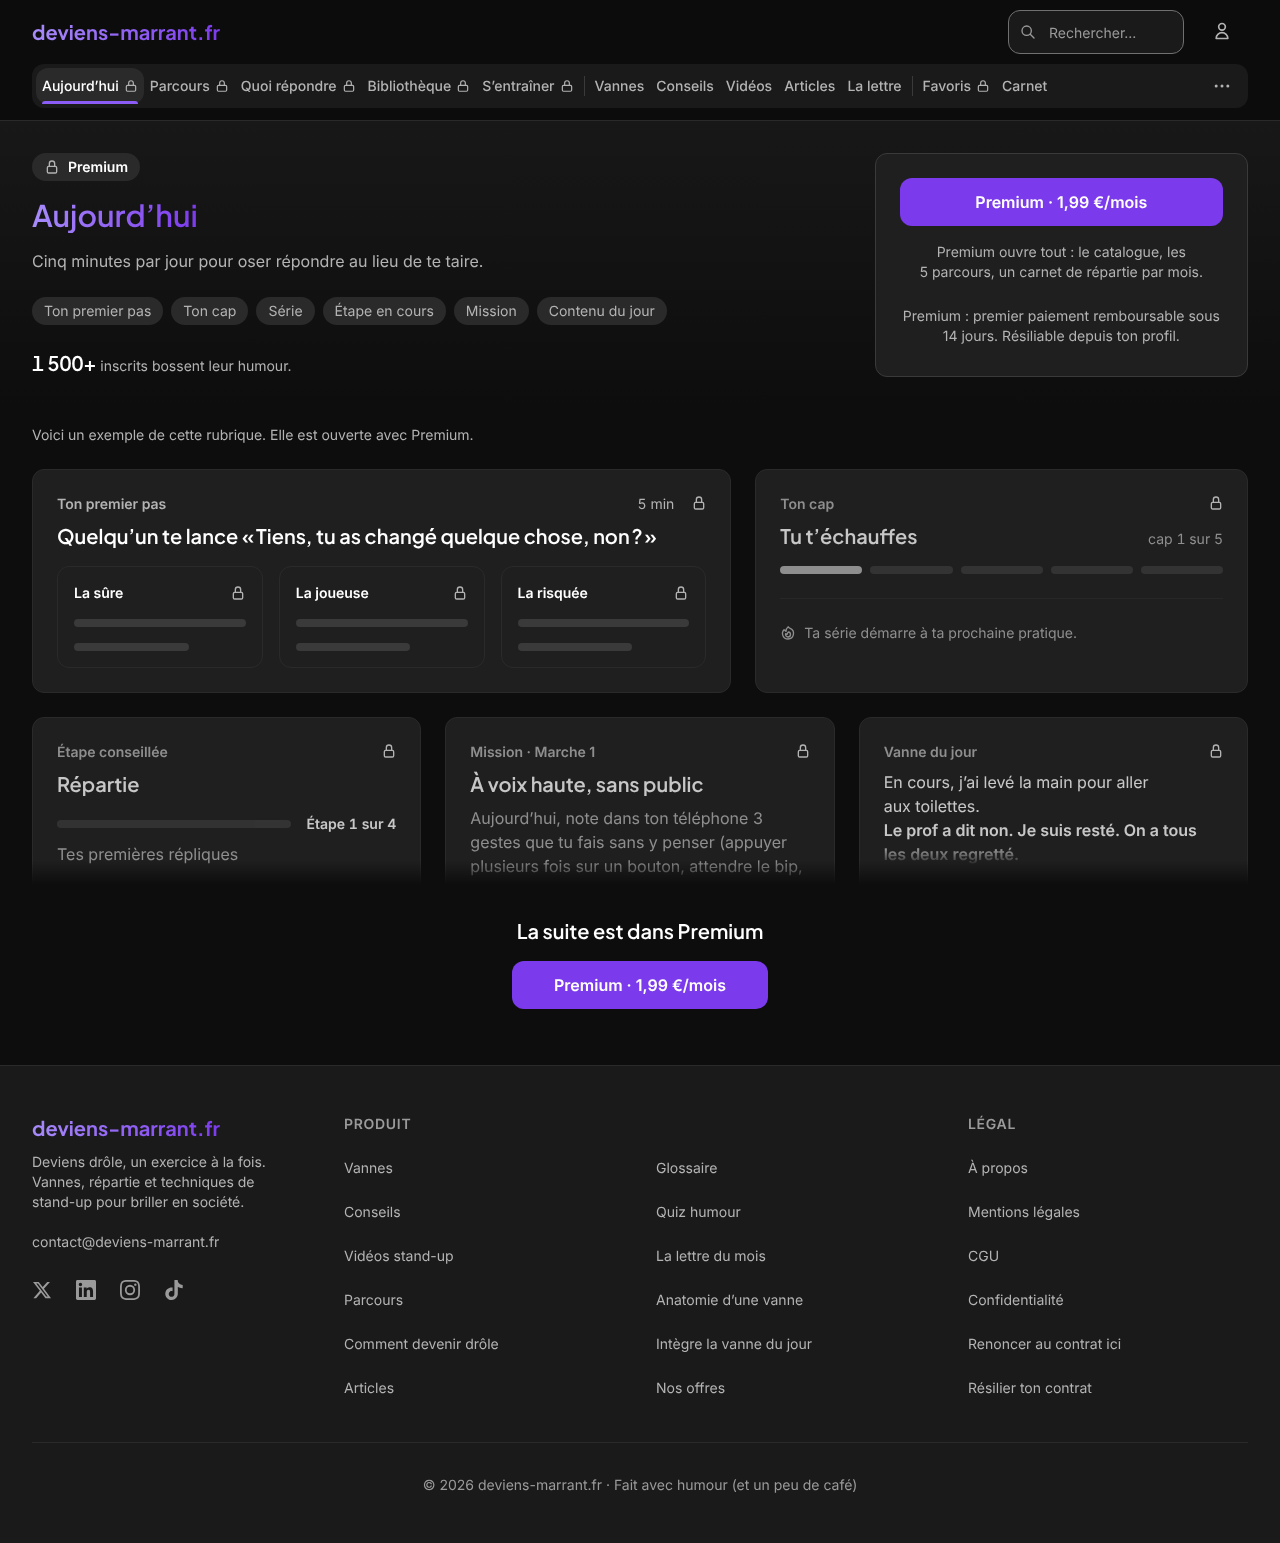 deviens-marrant.fr
Rechercher...
Aujourd’hui Parcours Quoi répondre Bibliothèque S’entraîner Vannes Conseils Vidéos Articles La lettre Favoris Carnet
Premium
Aujourd’hui
Cinq minutes par jour pour oser répondre au lieu de te taire.
Ton premier pas Ton cap Série Étape en cours Mission Contenu du jour
1 500+ inscrits bossent leur humour.
Premium · 1,99 €/mois
Premium ouvre tout : le catalogue, les
5 parcours, un carnet de répartie par mois.
Premium : premier paiement remboursable sous
14 jours. Résiliable depuis ton profil.
Voici un exemple de cette rubrique. Elle est ouverte avec Premium.
Ton premier pas 5 min
Quelqu’un te lance « Tiens, tu as changé quelque chose, non ? »
La sûre
La joueuse
La risquée
Ton cap
Tu t’échauffes cap 1 sur 5
Ta série démarre à ta prochaine pratique.
Étape conseillée
Répartie
Étape 1 sur 4
Tes premières répliques
Mission · Marche 1
À voix haute, sans public
Aujourd’hui, note dans ton téléphone 3
gestes que tu fais sans y penser (appuyer
plusieurs fois sur un bouton, attendre le bip,
Vanne du jour
En cours, j’ai levé la main pour aller
aux toilettes.
Le prof a dit non. Je suis resté. On a tous
les deux regretté.
La suite est dans Premium
Premium · 1,99 €/mois
deviens-marrant.fr
Deviens drôle, un exercice à la fois.
Vannes, répartie et techniques de
stand-up pour briller en société.
contact@deviens-marrant.fr
PRODUIT
Vannes
Conseils
Vidéos stand-up
Parcours
Comment devenir drôle
Articles
Glossaire
Quiz humour
La lettre du mois
Anatomie d’une vanne
Intègre la vanne du jour
Nos offres
LÉGAL
À propos
Mentions légales
CGU
Confidentialité
Renoncer au contrat ici
Résilier ton contrat
© 2026 deviens-marrant.fr · Fait avec humour (et un peu de café)